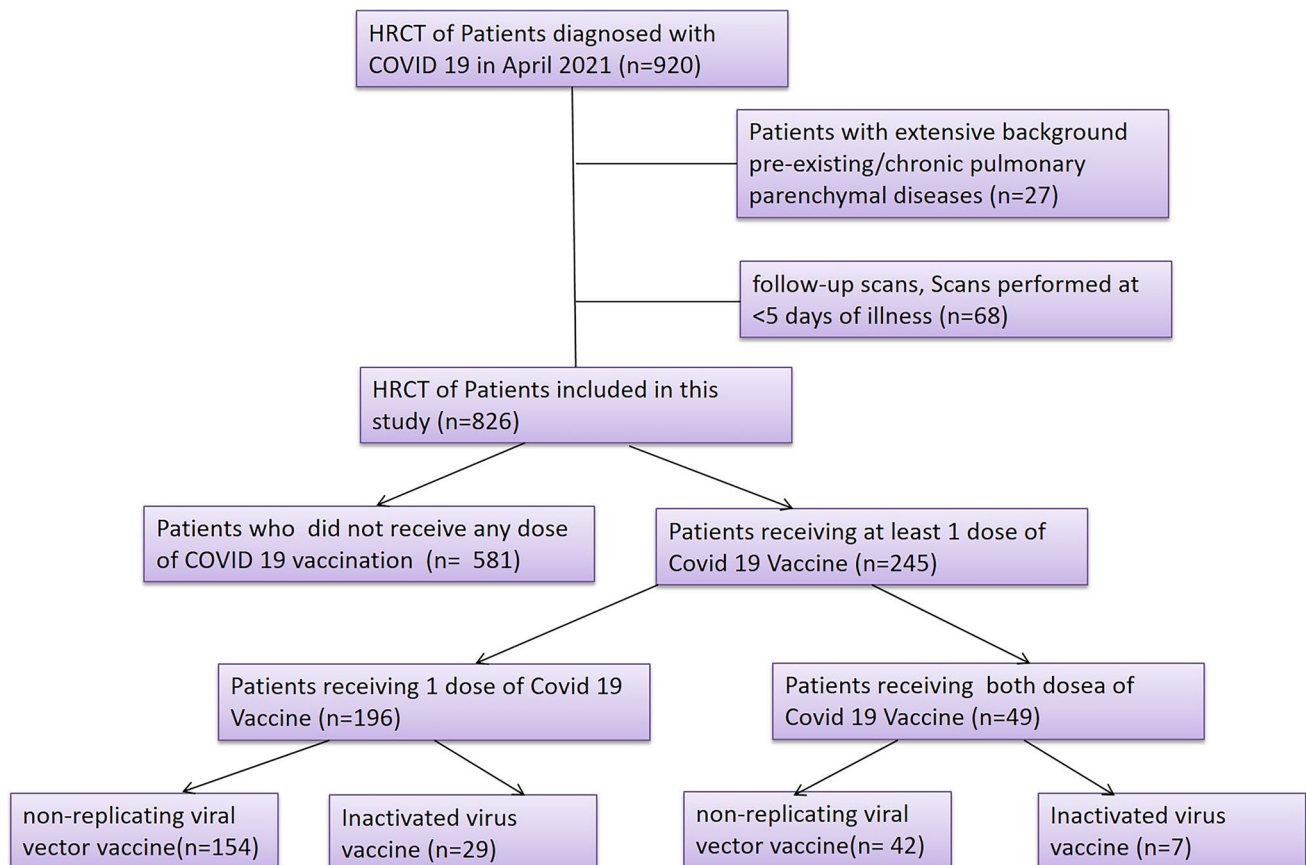 HRCT of Patients diagnosed with
COVID 19 in April 2021 (n=920)
Patients with extensive background
pre-existing/chronic pulmonary
parenchymal diseases (n=27)
follow-up scans, Scans performed at
<5 days of illness (n=68)
HRCT of Patients included in this
study (n=826)
Patients who did not receive any dose
of COVID 19 vaccination (n= 581)
Patients receiving at least 1 dose of
Covid 19 Vaccine (n=245)
Patients receiving 1 dose of Covid 19
Vaccine (n=196)
Patients receiving both dosea of
Covid 19 Vaccine (n=49)
non-replicating viral
vector vaccine(n=154)
Inactivated virus
vaccine (n=29)
non-replicating viral
vector vaccine(n= 42)
Inactivated virus
vaccine (n=7)